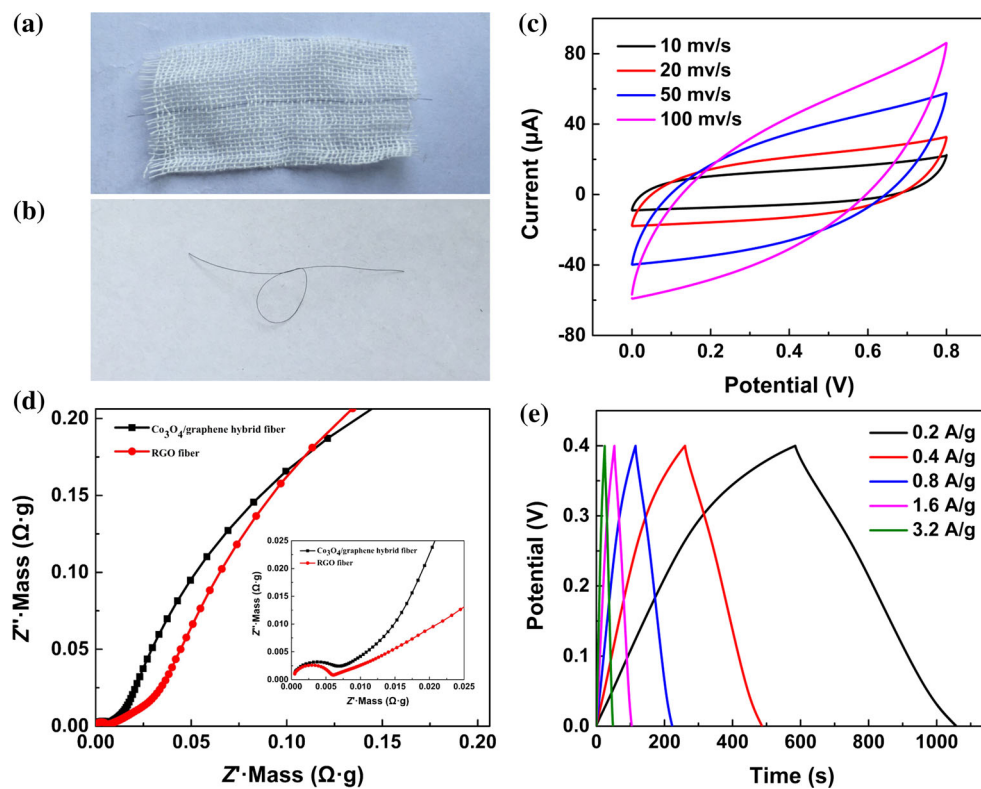 (a)
(b)
(c)
80
40
0
-40
-80
Current (μA)
10 mv/s
20 mv/s
50 mv/s
100 mv/s
0.0 0.2 0.4 0.6 0.8
Potential (V)
(d)
0.20
0.15
0.10
0.05
0.00
Z''·Mass (Ω·g)
Co3O4/graphene hybrid fiber
RGO fiber
0.025
0.020
0.015
0.010
0.005
0.000
Z''·Mass (Ω·g)
Co3O4/graphene hybrid fiber
RGO fiber
0.000 0.005 0.010 0.015 0.020 0.025
Z'·Mass (Ω·g)
0.00 0.05 0.10 0.15 0.20
Z'·Mass (Ω·g)
(e)
0.4
0.3
0.2
0.1
0.0
Potential (V)
0.2 A/g
0.4 A/g
0.8 A/g
1.6 A/g
3.2 A/g
0 200 400 600 800 1000
Time (s)